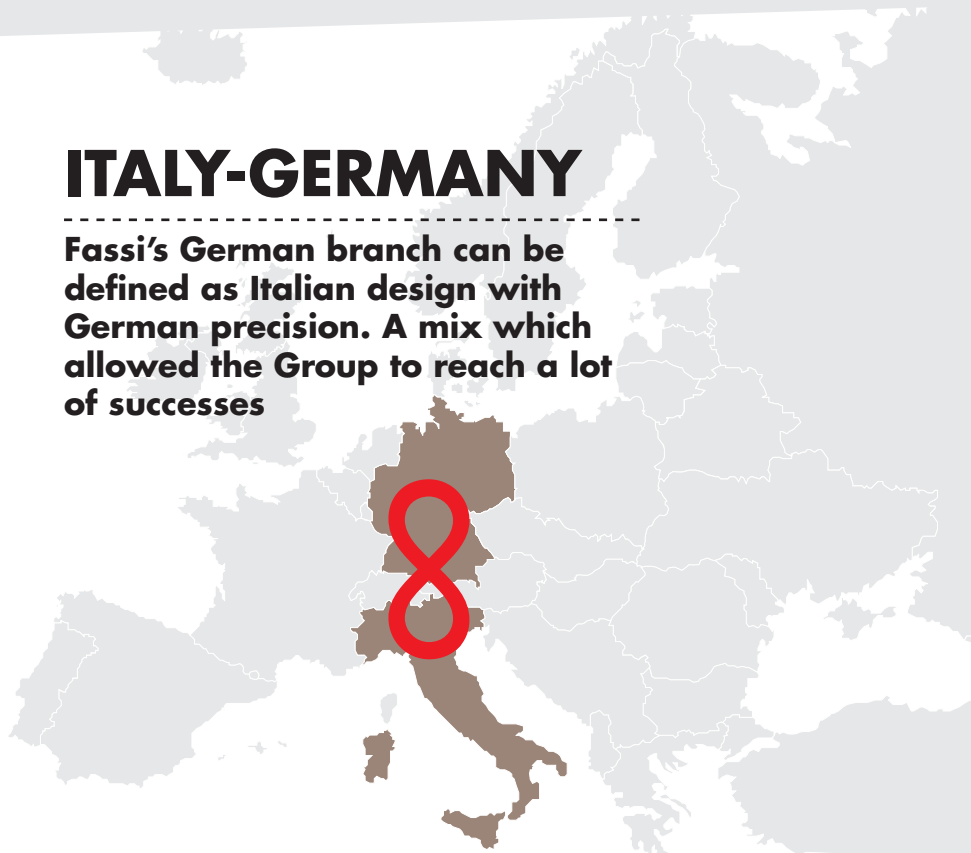 ITALY-GERMANY
Fassi’s German branch can be
defined as Italian design with
German precision. A mix which
allowed the Group to reach a lot
of successes